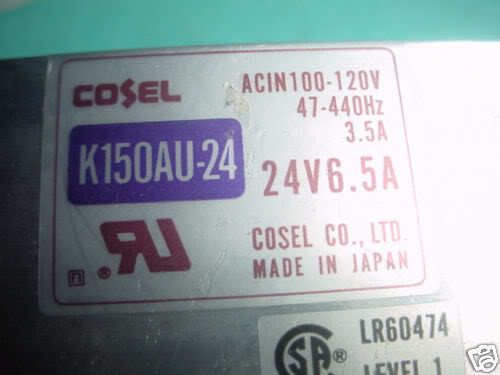 COSEL
ACIN100-120V
47-440Hz
3.5A
K150AU-24
24V6.5A
COSEL CO., LTD.
MADE IN JAPAN
SA ®
LR60474
LEVEL 1